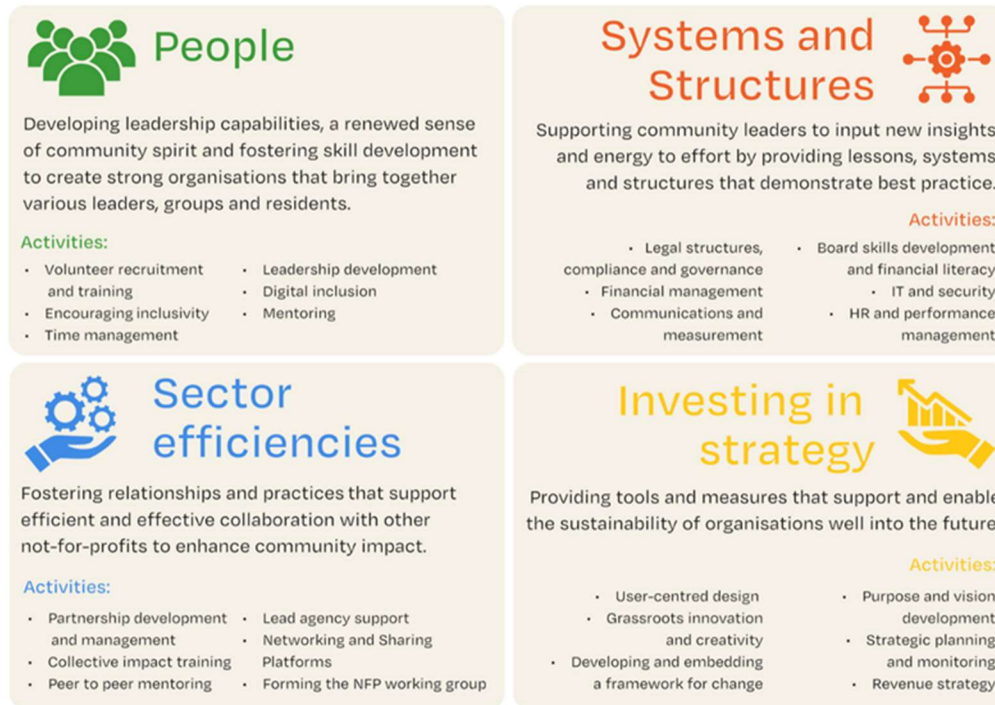 People
Developing leadership capabilities, a renewed sense
of community spirit and fostering skill development
to create strong organisations that bring together
various leaders, groups and residents.
Activities:
• Volunteer recruitment
and training
• Encouraging inclusivity
• Time management
• Leadership development
• Digital inclusion
• Mentoring
Systems and
Structures
Supporting community leaders to input new insights
and energy to effort by providing lessons, systems
and structures that demonstrate best practice.
Activities:
• Legal structures,
compliance and governance
• Financial management
• Communications and
measurement
• Board skills development
and financial literacy
• IT and security
• HR and performance
management
Sector
efficiencies
Fostering relationships and practices that support
efficient and effective collaboration with other
not-for-profits to enhance community impact.
Activities:
• Partnership development
and management
• Collective impact training
• Peer to peer mentoring
• Lead agency support
• Networking and Sharing
Platforms
• Forming the NFP working group
Investing in
strategy
Providing tools and measures that support and enable
the sustainability of organisations well into the future
Activities:
• User-centred design
• Grassroots innovation
and creativity
• Developing and embedding
a framework for change
• Purpose and vision
development
• Strategic planning
and monitoring
• Revenue strategy